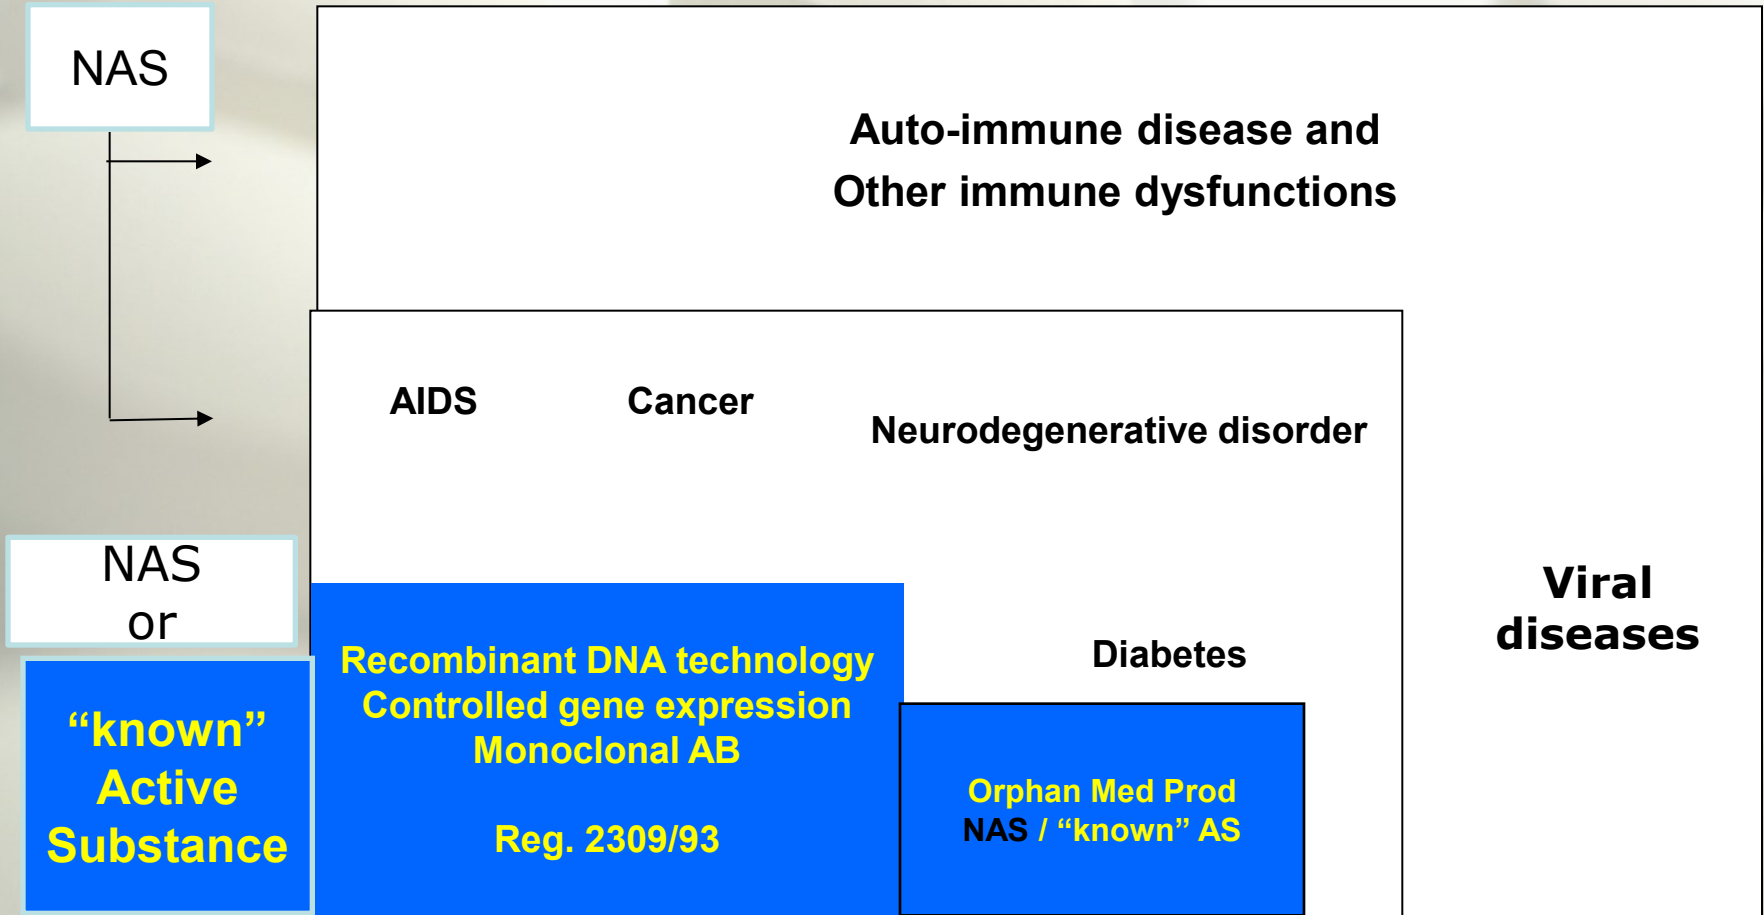 NAS
Auto-immune disease and
Other immune dysfunctions
AIDS
Cancer
Neurodegenerative disorder
NAS
or
“known”
Active
Substance
Recombinant DNA technology
Controlled gene expression
Monoclonal AB
Reg. 2309/93
Diabetes
Orphan Med Prod
NAS / “known” AS
Viral
diseases